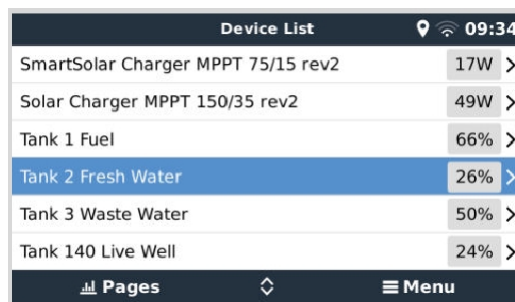 Device List 09:34
SmartSolar Charger MPPT 75/15 rev2 17W
Solar Charger MPPT 150/35 rev2 49W
Tank 1 Fuel 66%
Tank 2 Fresh Water 26%
Tank 3 Waste Water 50%
Tank 140 Live Well 24%
Pages Menu